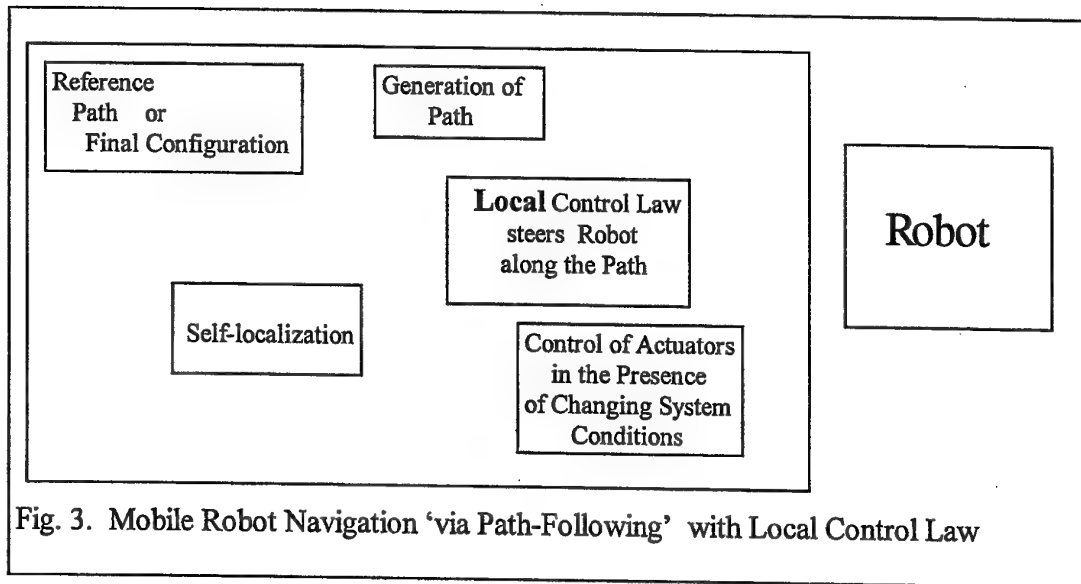 Reference
Path or
Final Configuration
Generation of
Path
Local Control Law
steers Robot
along the Path
Robot
Self-localization
Control of Actuators
in the Presence
of Changing System
Conditions
Fig. 3. Mobile Robot Navigation ‘via Path-Following’ with Local Control Law